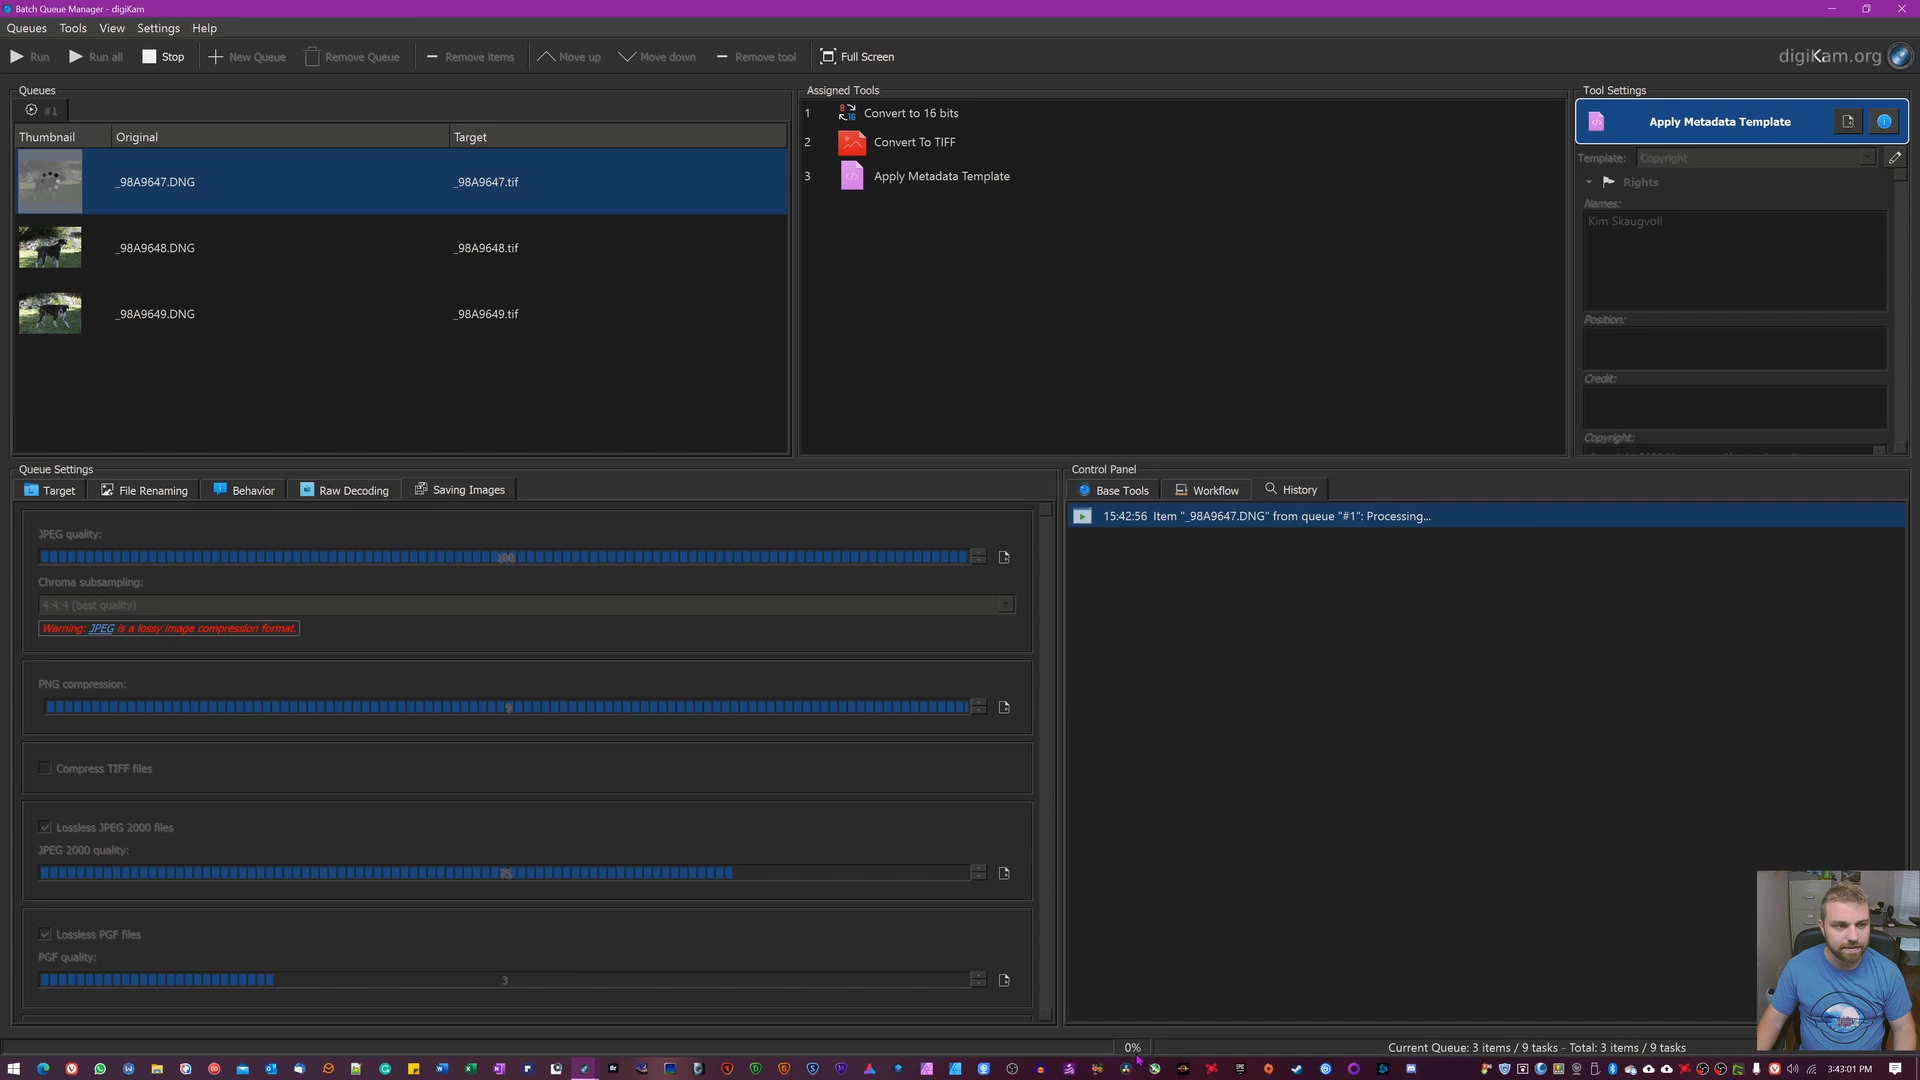 Batch Queue Manager - digiKam
Queues Tools View Settings Help
Run Run all Stop New Queue Remove Queue Remove items Move up Move down Remove tool Full Screen digiKam.org
Queues
#1
Thumbnail Original Target
_98A9647.DNG _98A9647.tif
_98A9648.DNG _98A9648.tif
_98A9649.DNG _98A9649.tif
Assigned Tools
1 Convert to 16 bits
2 Convert To TIFF
3 Apply Metadata Template
Tool Settings
Apply Metadata Template
Template: Copyright
Rights
Names:
Kim Skaugvoll
Position:
Credit:
Copyright:
Queue Settings
Target File Renaming Behavior Raw Decoding Saving Images
JPEG quality:
100
Chroma subsampling:
4:4:4 (best quality)
Warning: JPEG is a lossy image compression format.
PNG compression:
9
Compress TIFF files
Lossless JPEG 2000 files
JPEG 2000 quality:
75
Lossless PGF files
PGF quality:
3
Control Panel
Base Tools Workflow History
15:42:56 Item "_98A9647.DNG" from queue "#1": Processing...
0%
Current Queue: 3 items / 9 tasks - Total: 3 items / 9 tasks
3:43:01 PM